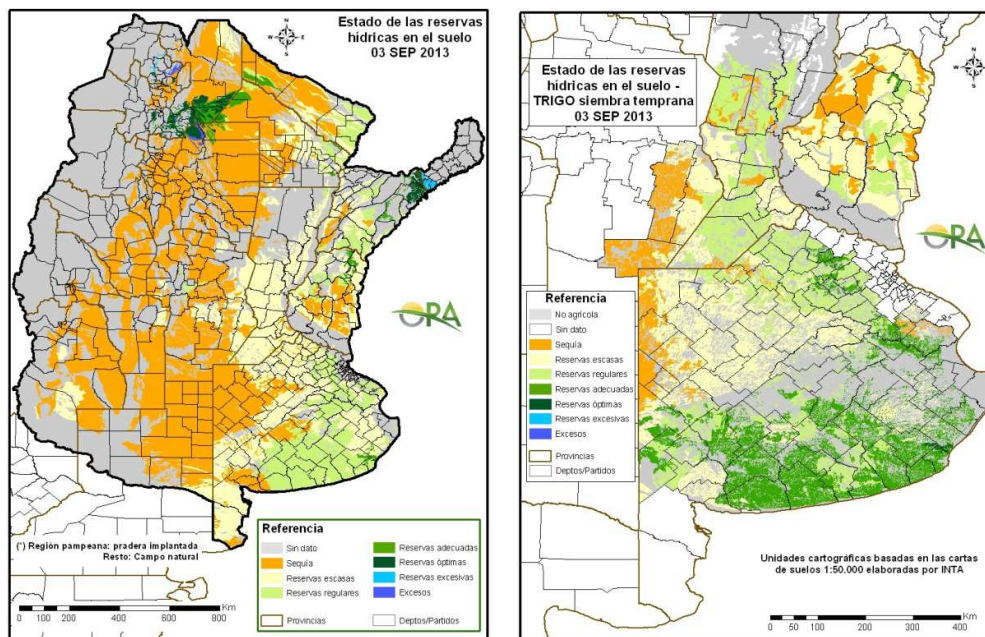 Estado de las reservas
hídricas en el suelo
03 SEP 2013
N
W
E
S
ORA
(*) Región pampeana: pradera implantada
Resto: Campo natural
Referencia
Sin dato
Sequía
Reservas escasas
Reservas regulares
Reservas adecuadas
Reservas óptimas
Reservas excesivas
Excesos
Provincias
Deptos/Partidos
0 100 200 400 600 800 Km
Estado de las reservas
hídricas en el suelo -
TRIGO siembra temprana
03 SEP 2013
N
W
E
S
ORA
Referencia
No agrícola
Sin dato
Sequía
Reservas escasas
Reservas regulares
Reservas adecuadas
Reservas óptimas
Reservas excesivas
Excesos
Provincias
Deptos/Partidos
Unidades cartográficas basadas en las cartas
de suelos 1:50.000 elaboradas por INTA
0 50 100 200 300 400 Km